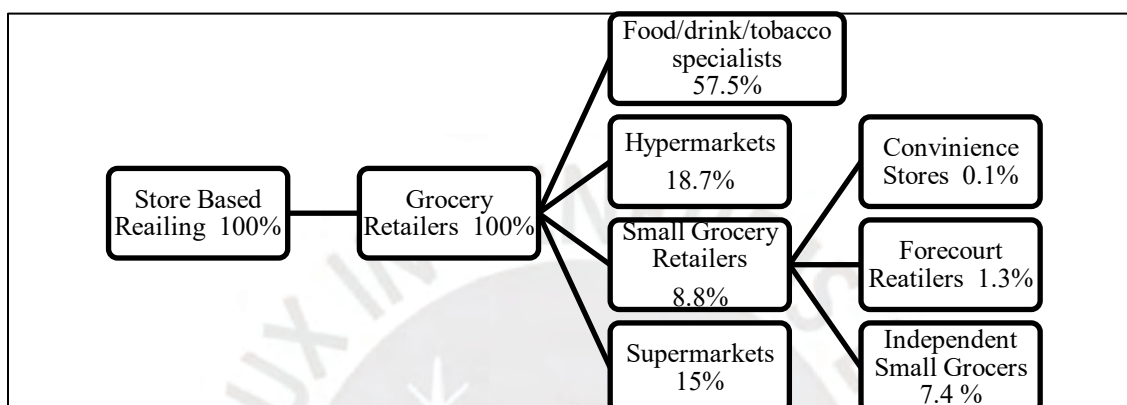 Food/drink/tobacco
specialists
57.5%
Hypermarkets
18.7%
Convinience
Stores 0.1%
Store Based
Reailing 100%
Grocery
Retailers 100%
Small Grocery
Retailers
8.8%
Forecourt
Reatilers 1.3%
Supermarkets
15%
Independent
Small Grocers
7.4 %